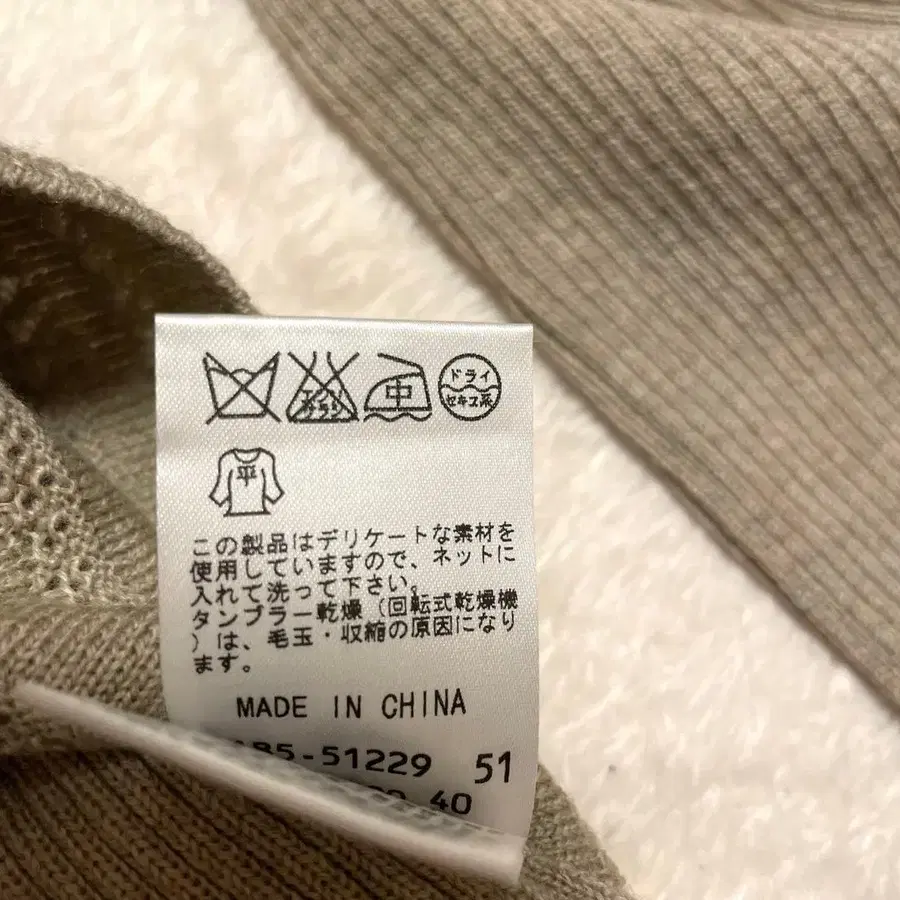 中
ドライ
セキユ系
平
この製品はデリケートな素材を
使用していますので、ネットに
入れて洗って下さい。
タンブラー乾燥（回転式乾燥機
）は、毛玉・収縮の原因になり
ます。
MADE IN CHINA
-51229 51
40